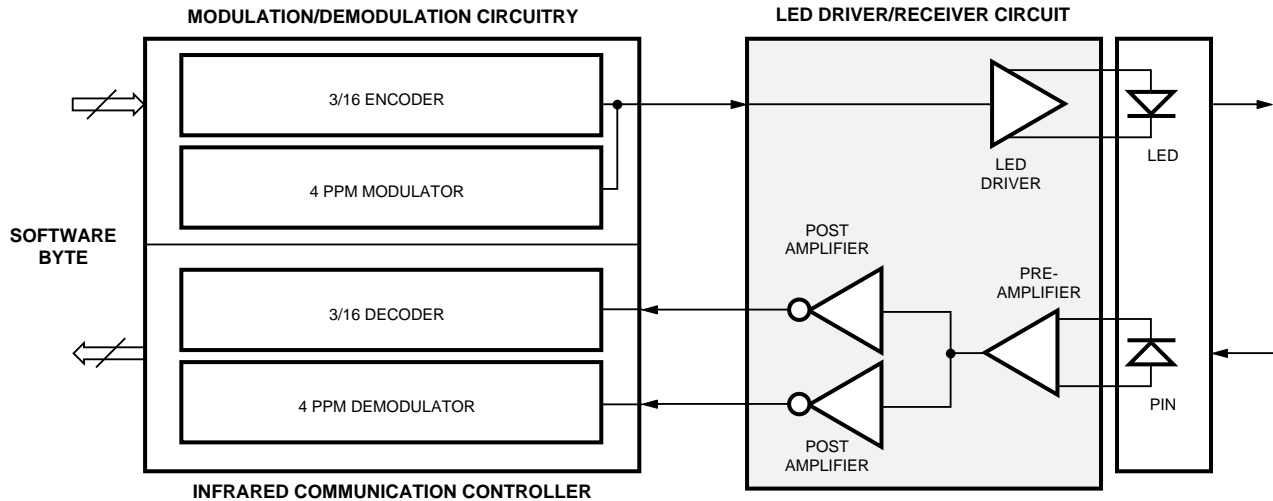 MODULATION/DEMODULATION CIRCUITRY
LED DRIVER/RECEIVER CIRCUIT
3/16 ENCODER
4 PPM MODULATOR
LED
DRIVER
LED
SOFTWARE
BYTE
POST
AMPLIFIER
PRE-
AMPLIFIER
3/16 DECODER
4 PPM DEMODULATOR
PIN
POST
AMPLIFIER
INFRARED COMMUNICATION CONTROLLER